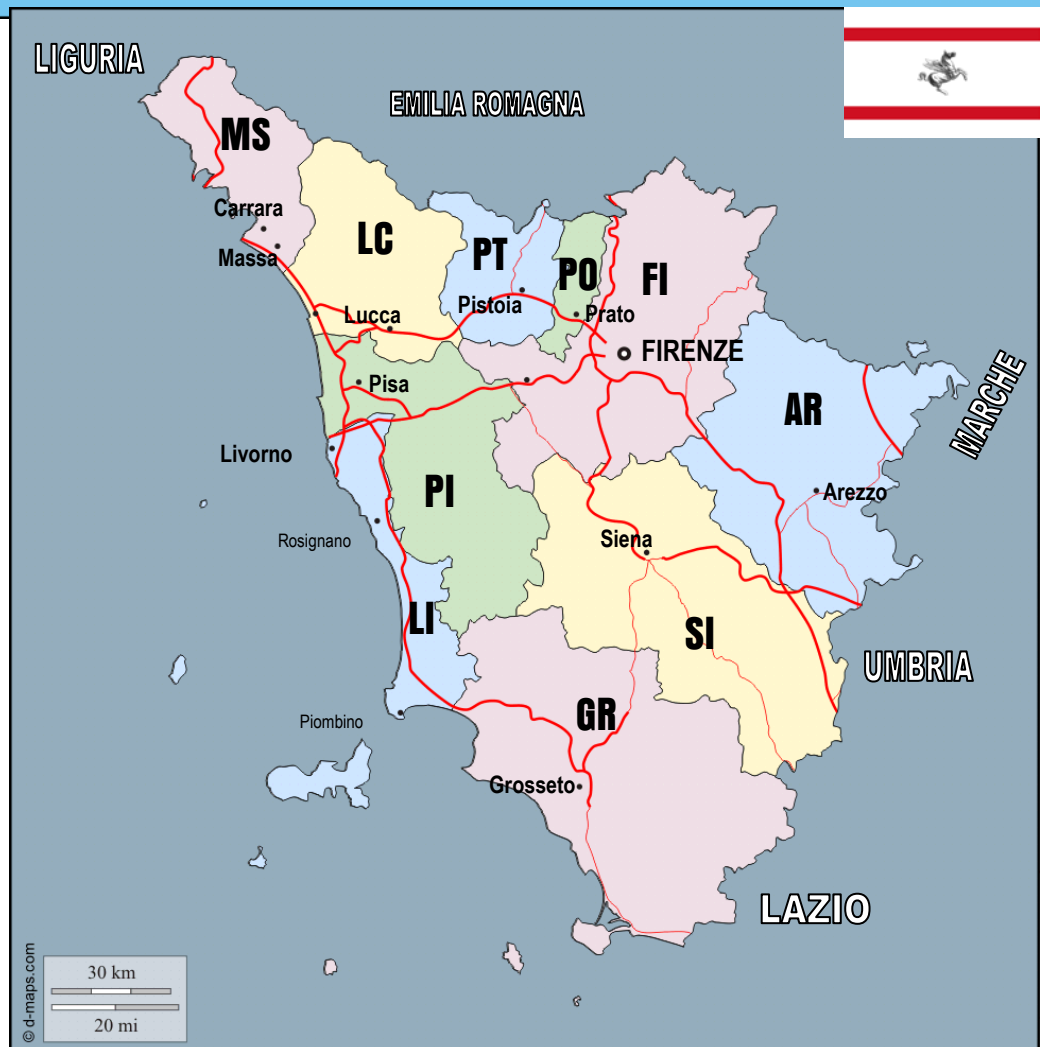 LIGURIA
EMILIA ROMAGNA
MS
Carrara
Massa
LC
Lucca
PT
Pistoia
PO
Prato
FI
FIRENZE
Pisa
PI
Livorno
Rosignano
LI
Piombino
AR
Arezzo
MARCHE
Siena
SI
UMBRIA
GR
Grosseto
LAZIO
© d-maps.com
30 km
20 mi